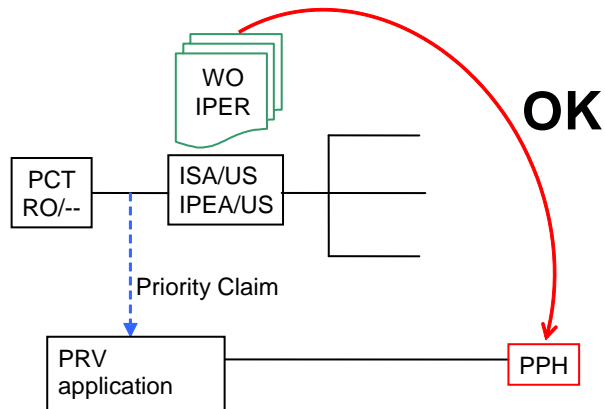 WO
IPER
OK
PCT
RO/--
ISA/US
IPEA/US
Priority Claim
PRV
application
PPH